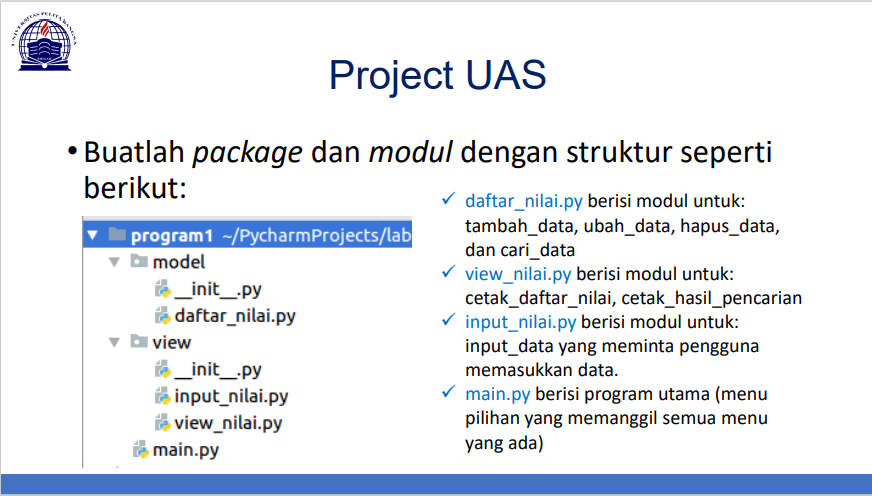 UNIVERSITAS PELITA BANGSA
Project UAS
• Buatlah package dan modul dengan struktur seperti
berikut:
program1 ~/PycharmProjects/lab
model
__init__.py
daftar_nilai.py
view
__init__.py
input_nilai.py
view_nilai.py
main.py
✓ daftar_nilai.py berisi modul untuk:
tambah_data, ubah_data, hapus_data,
dan cari_data
✓ view_nilai.py berisi modul untuk:
cetak_daftar_nilai, cetak_hasil_pencarian
✓ input_nilai.py berisi modul untuk:
input_data yang meminta pengguna
memasukkan data.
✓ main.py berisi program utama (menu
pilihan yang memanggil semua menu
yang ada)